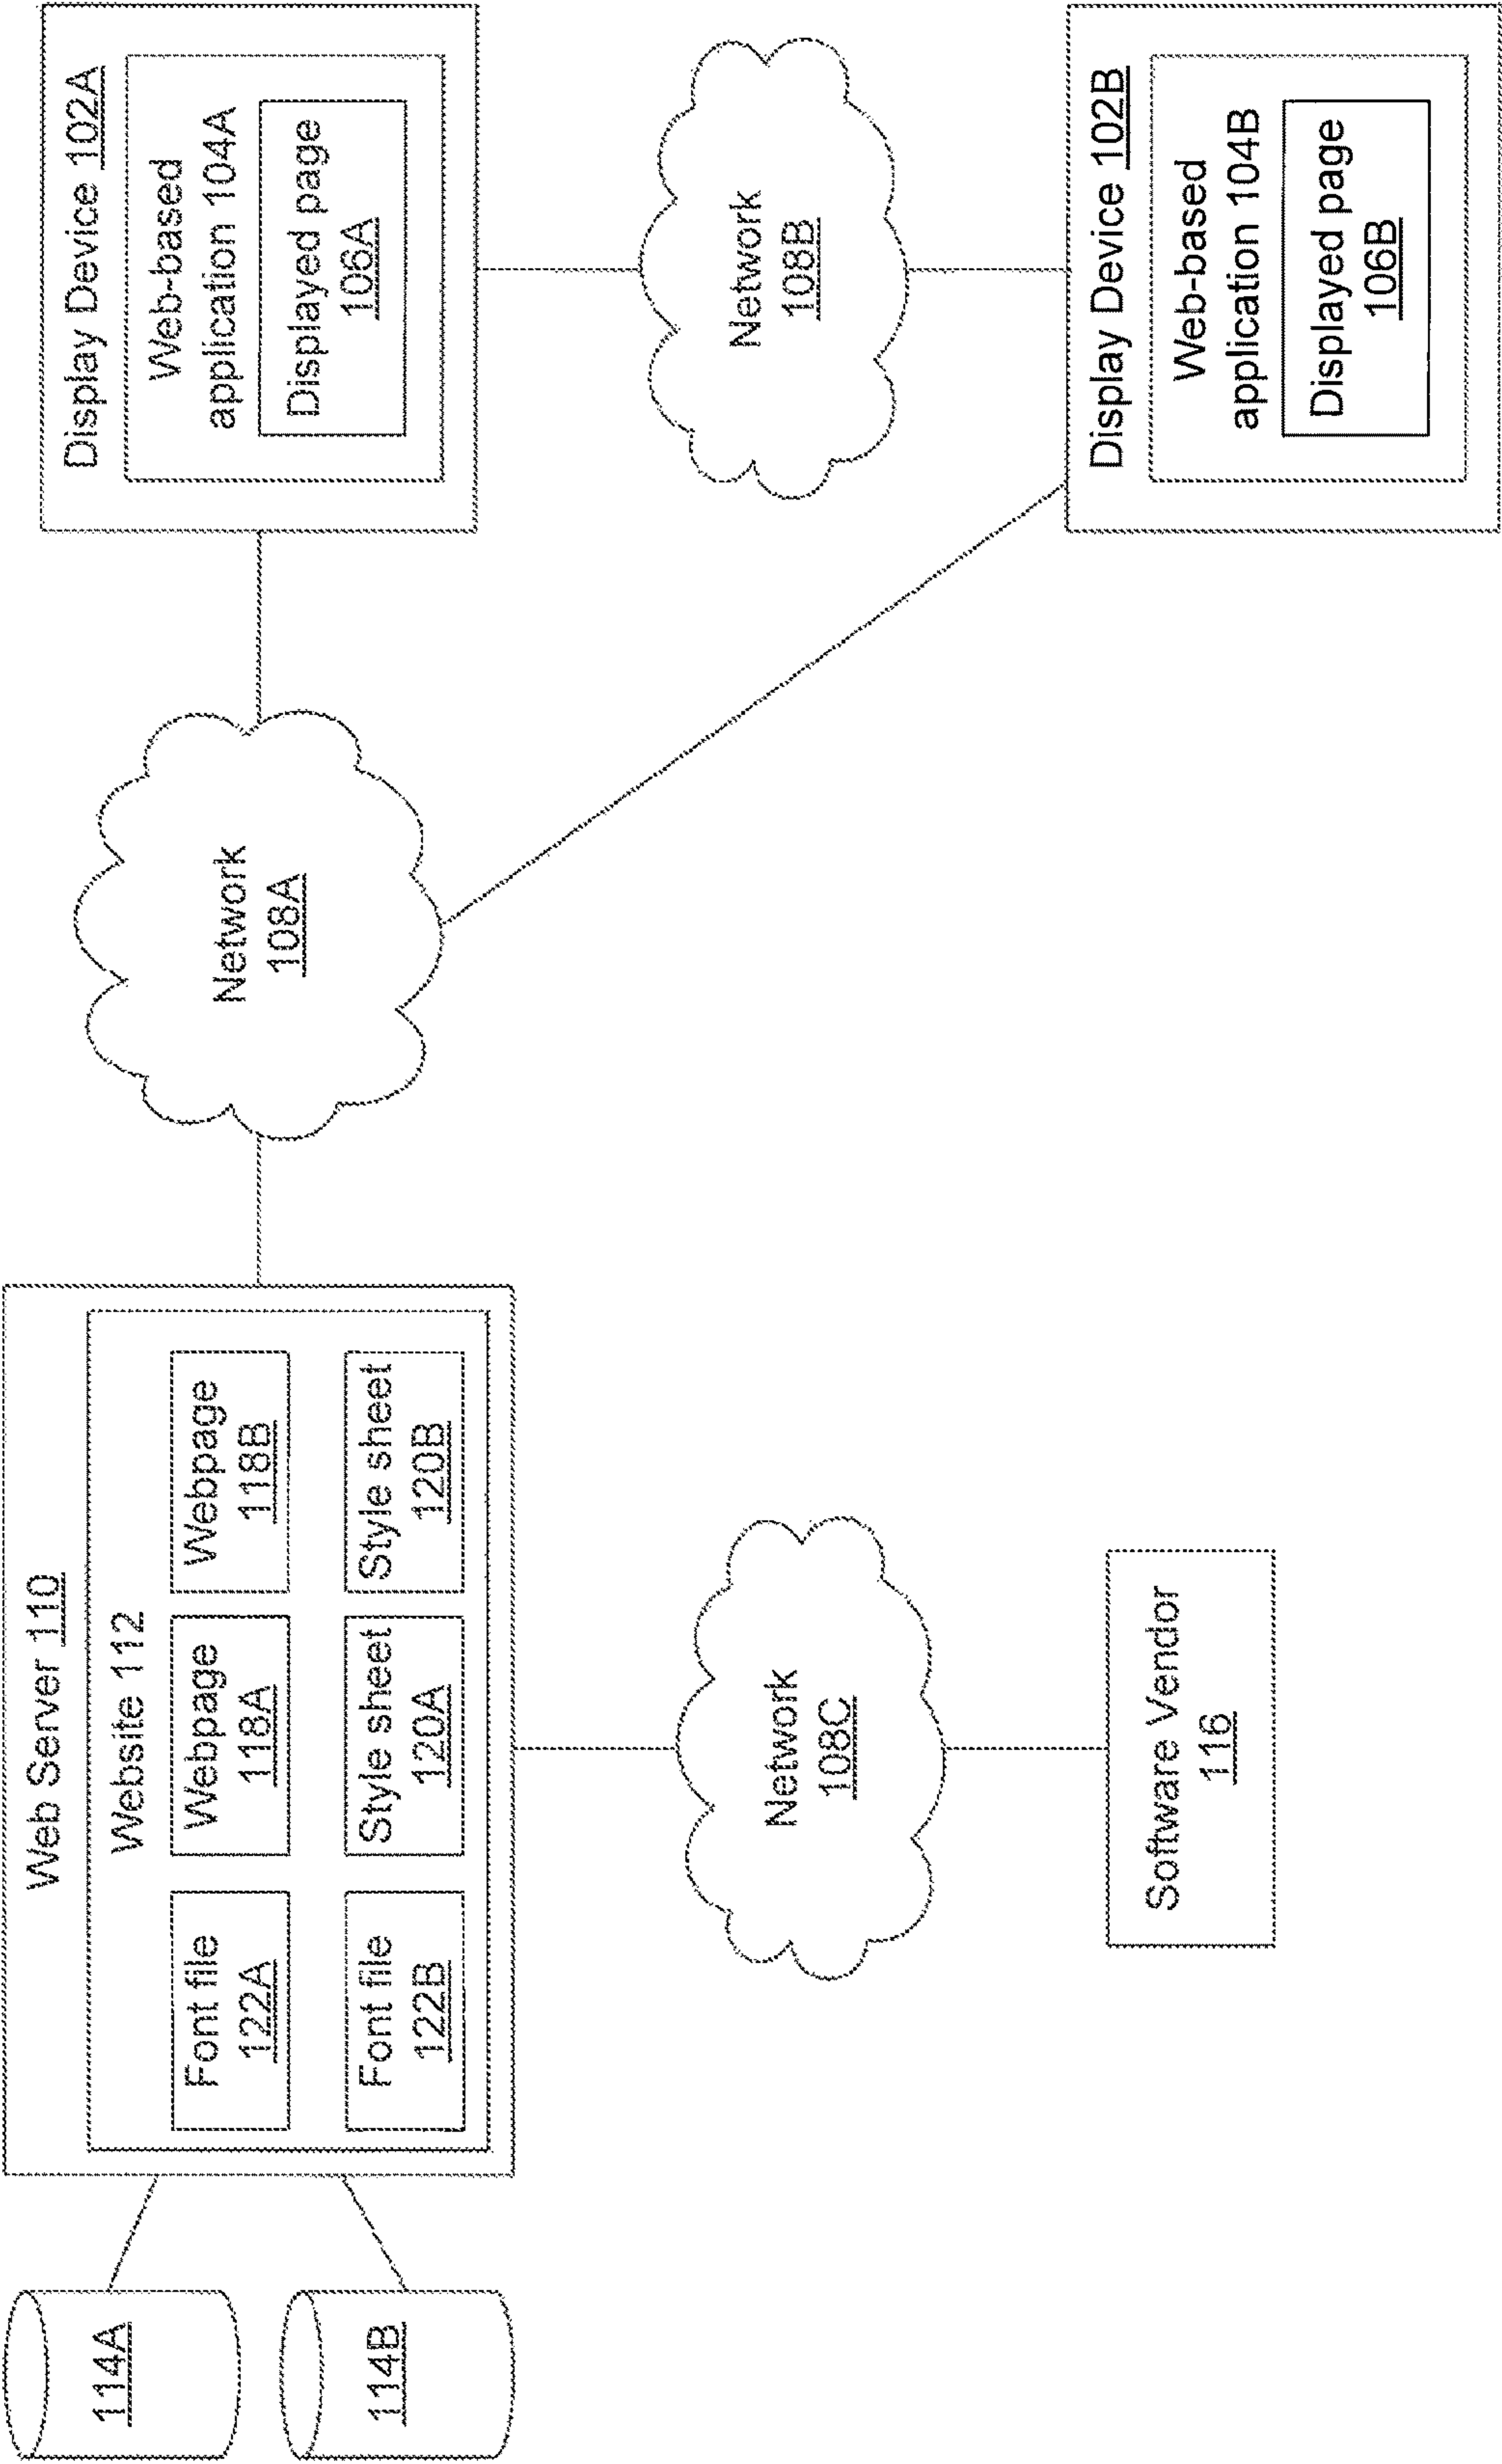 114A
114B
Web Server 110
Website 112
Font file
122A
Webpage
118A
Webpage
118B
Font file
122B
Style sheet
120A
Style sheet
120B
Network
108C
Software Vendor
116
Network
108A
Display Device 102A
Web-based
application 104A
Displayed page
106A
Network
108B
Display Device 102B
Web-based
application 104B
Displayed page
106B